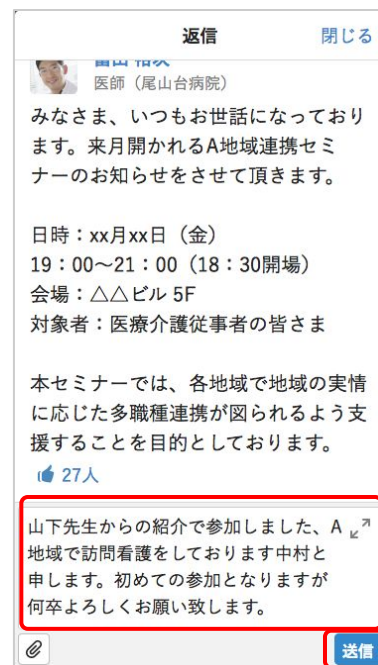 返信
閉じる
医師（尾山台病院）
みなさま、いつもお世話になっており
ます。来月開かれるA地域連携セミ
ナーのお知らせをさせて頂きます。
日時：xx月xx日（金）
19：00～21：00（18：30開場）
会場：△△ビル 5F
対象者：医療介護従事者の皆さま
本セミナーでは、各地域で地域の実情
に応じた多職種連携が図られるよう支
援することを目的としております。
27人
山下先生からの紹介で参加しました、A
地域で訪問看護をしております中村と
申します。初めての参加となりますが
何卒よろしくお願い致します。
送信